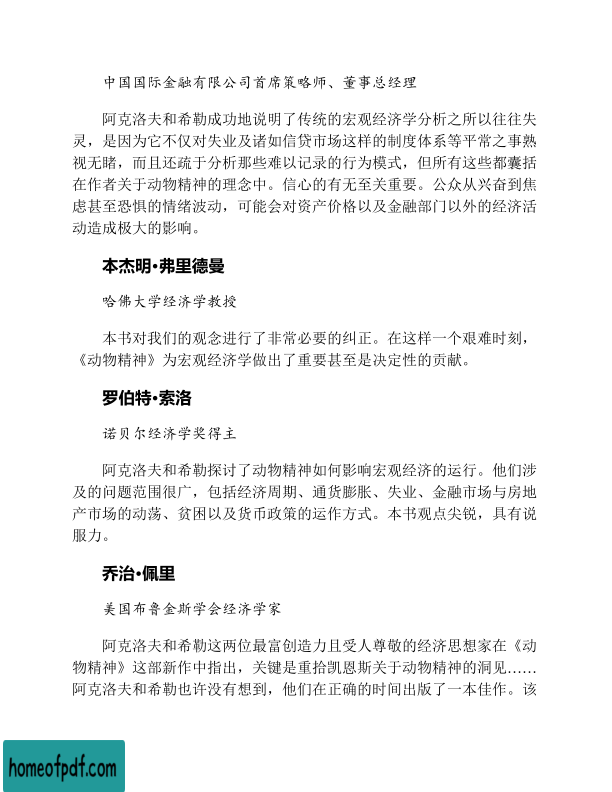 中国国际金融有限公司首席策略师、董事总经理
阿克洛夫和希勒成功地说明了传统的宏观经济学分析之所以往往失
灵，是因为它不仅对失业及诸如信贷市场这样的制度体系等平常之事熟
视无睹，而且还疏于分析那些难以记录的行为模式，但所有这些都囊括
在作者关于动物精神的理念中。信心的有无至关重要。公众从兴奋到焦
虑甚至恐惧的情绪波动，可能会对资产价格以及金融部门以外的经济活
动造成极大的影响。
本杰明·弗里德曼
哈佛大学经济学教授
本书对我们的观念进行了非常必要的纠正。在这样一个艰难时刻，
《动物精神》为宏观经济学做出了重要甚至是决定性的贡献。
罗伯特·索洛
诺贝尔经济学奖得主
阿克洛夫和希勒探讨了动物精神如何影响宏观经济的运行。他们涉
及的问题范围很广，包括经济周期、通货膨胀、失业、金融市场与房地
产市场的动荡、贫困以及货币政策的运作方式。本书观点尖锐，具有说
服力。
乔治·佩里
美国布鲁金斯学会经济学家
阿克洛夫和希勒这两位最富创造力且受人尊敬的经济思想家在《动
物精神》这部新作中指出，关键是重拾凯恩斯关于动物精神的洞见……
阿克洛夫和希勒也许没有想到，他们在正确的时间出版了一本佳作。该
homeofpdf.com